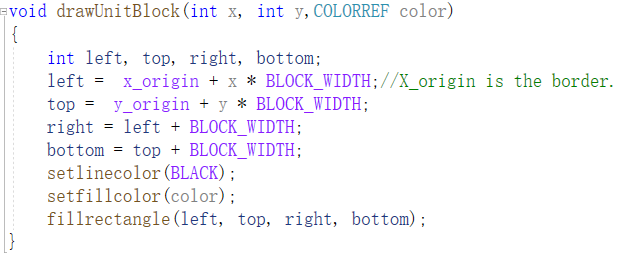 void drawUnitBlock(int x, int y,COLORREF color)
{
    int left, top, right, bottom;
    left =  x_origin + x * BLOCK_WIDTH;//X_origin is the border.
    top =  y_origin + y * BLOCK_WIDTH;
    right = left + BLOCK_WIDTH;
    bottom = top + BLOCK_WIDTH;
    setlinecolor(BLACK);
    setfillcolor(color);
    fillrectangle(left, top, right, bottom);
}